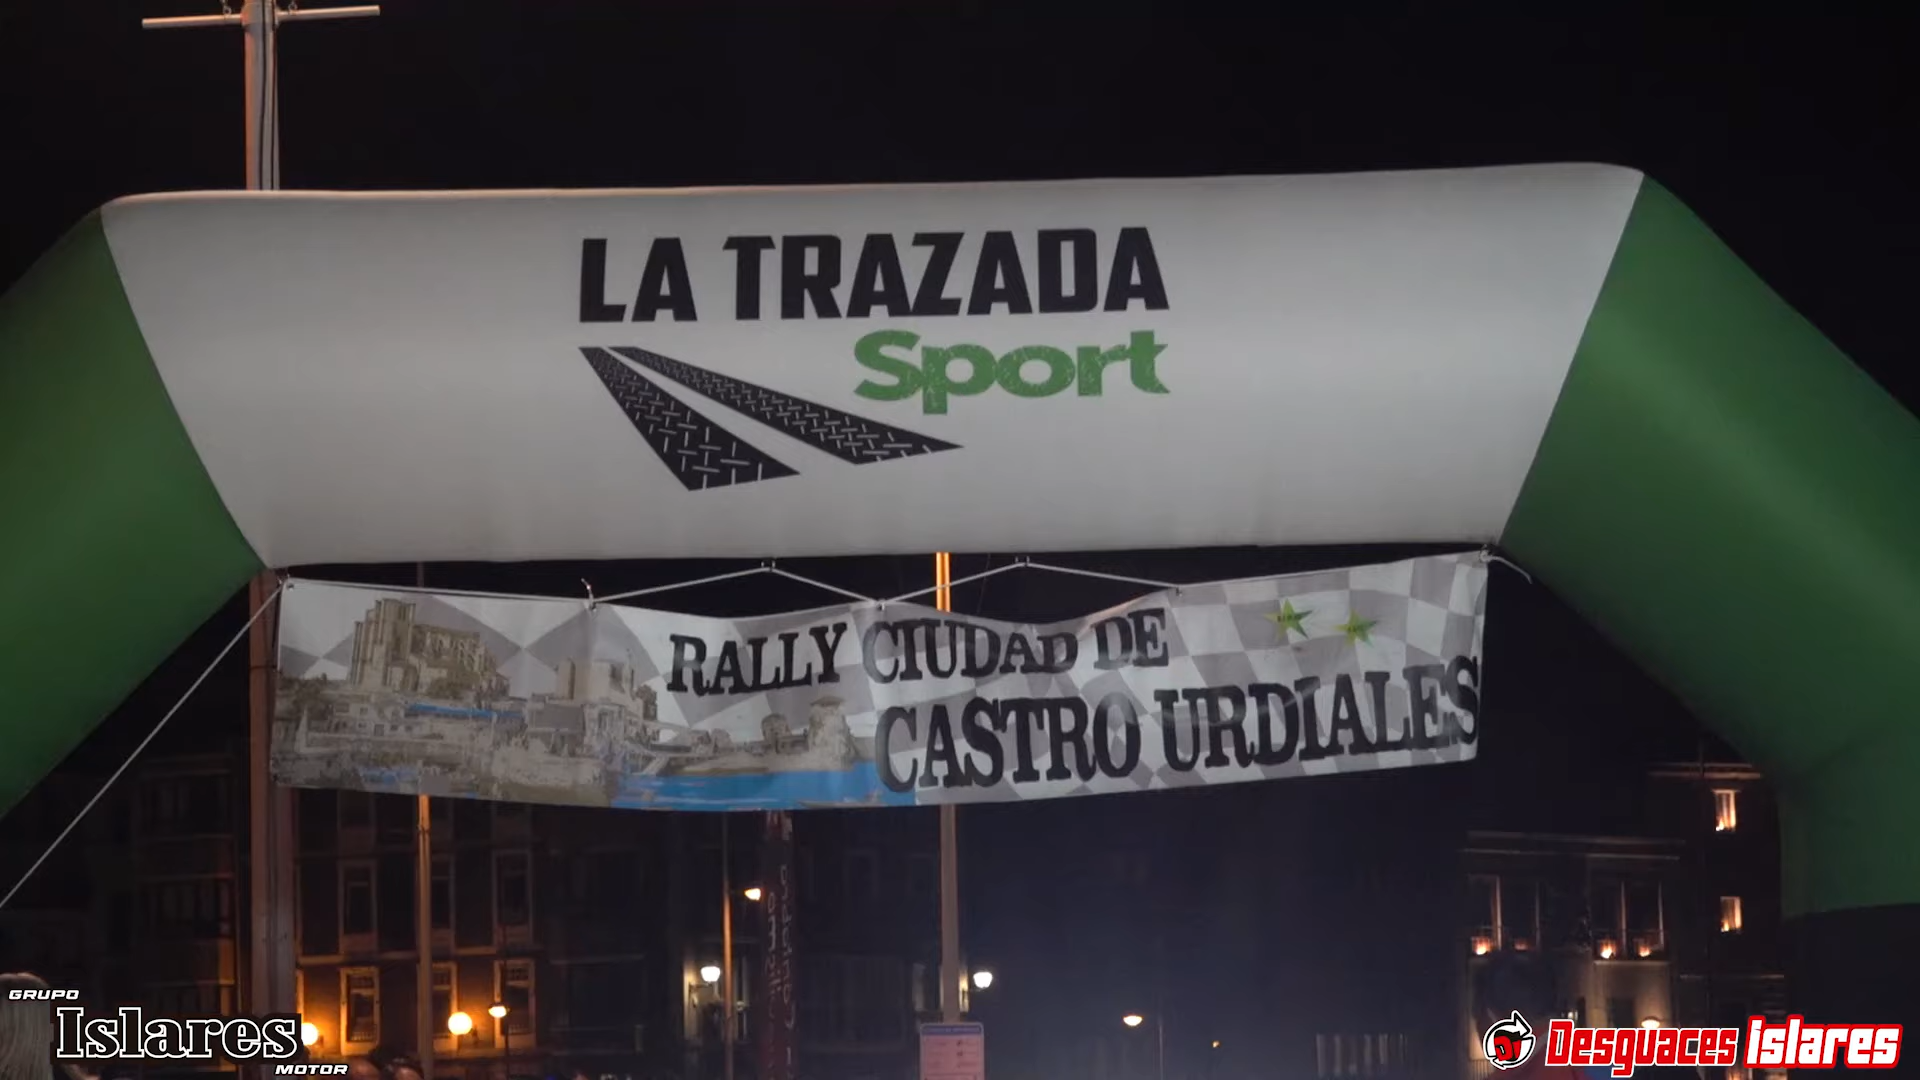 LA TRAZADA
Sport
RALLY CIUDAD DE
CASTRO URDIALES
GRUPO
Islares
MOTOR
Desguaces Islares